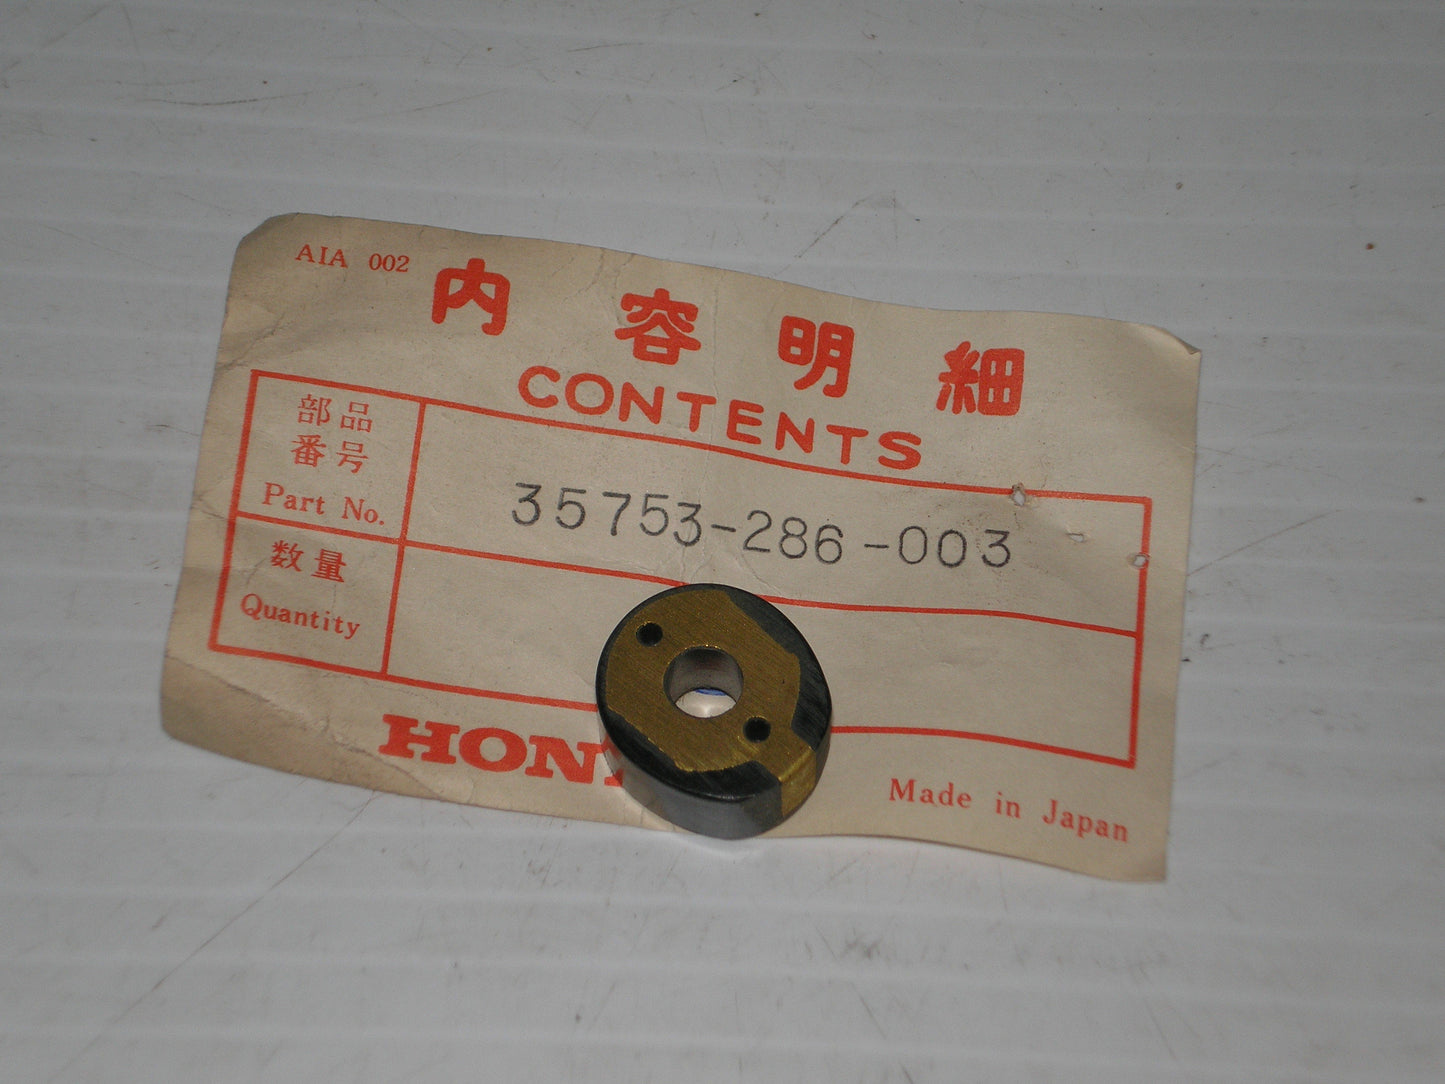 AIA 002
内容明細
CONTENTS
部品
番号
Part No.
35753-286-003
数量
Quantity
HON
Made in Japan